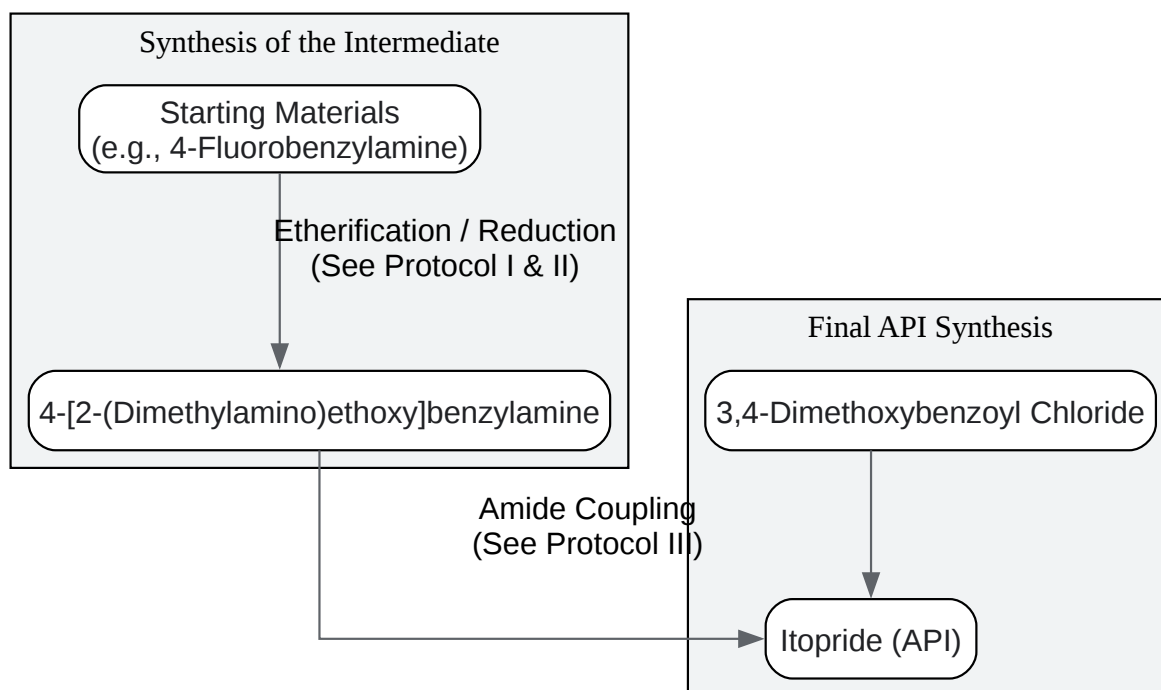 Synthesis of the Intermediate
Starting Materials
(e.g., 4-Fluorobenzylamine)
Etherification / Reduction
(See Protocol I & II)
4-[2-(Dimethylamino)ethoxy]benzylamine
Final API Synthesis
3,4-Dimethoxybenzoyl Chloride
Amide Coupling
(See Protocol III)
Itopride (API)